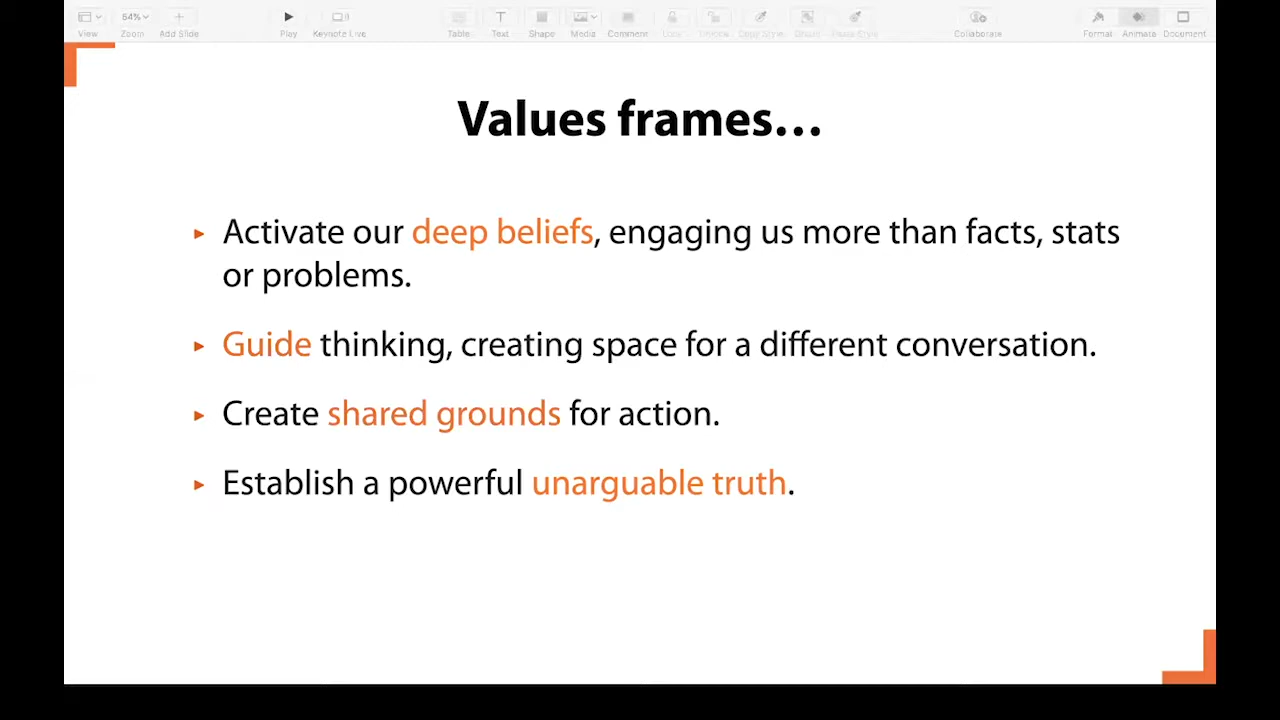 64%
View Zoom Add Slide Play Keynote Live Table Text Shape Media Comment Collaborate Format Animate Document
Values frames…
▸ Activate our deep beliefs, engaging us more than facts, stats
or problems.
▸ Guide thinking, creating space for a different conversation.
▸ Create shared grounds for action.
▸ Establish a powerful unarguable truth.